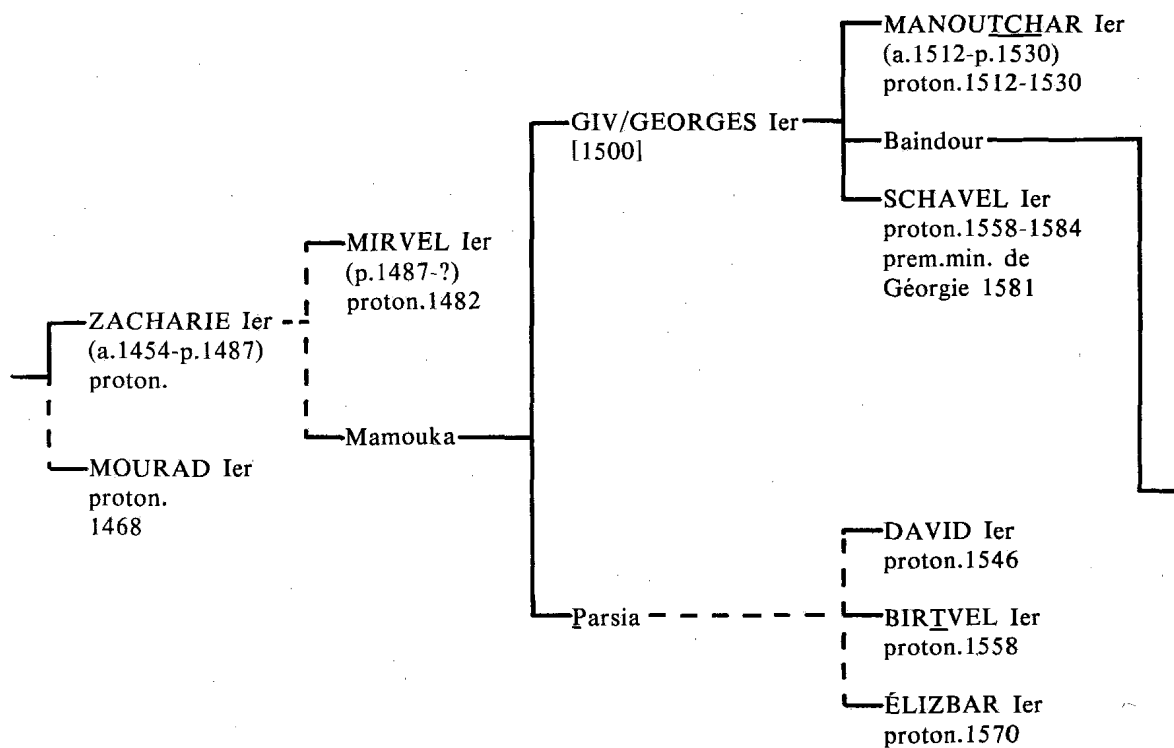 ZACHARIE Ier
(a.1454-p.1487)
proton.
MOURAD Ier
proton.
1468
MIRVEL Ier
(p.1487-?)
proton.1482
Mamouka
GIV/GEORGES Ier
[1500]
Parsia
MANOUTCHAR Ier
(a.1512-p.1530)
proton.1512-1530
Baindour
SCHAVEL Ier
proton.1558-1584
prem.min. de
Géorgie 1581
DAVID Ier
proton.1546
BIRTVEL Ier
proton.1558
ÉLIZBAR Ier
proton.1570